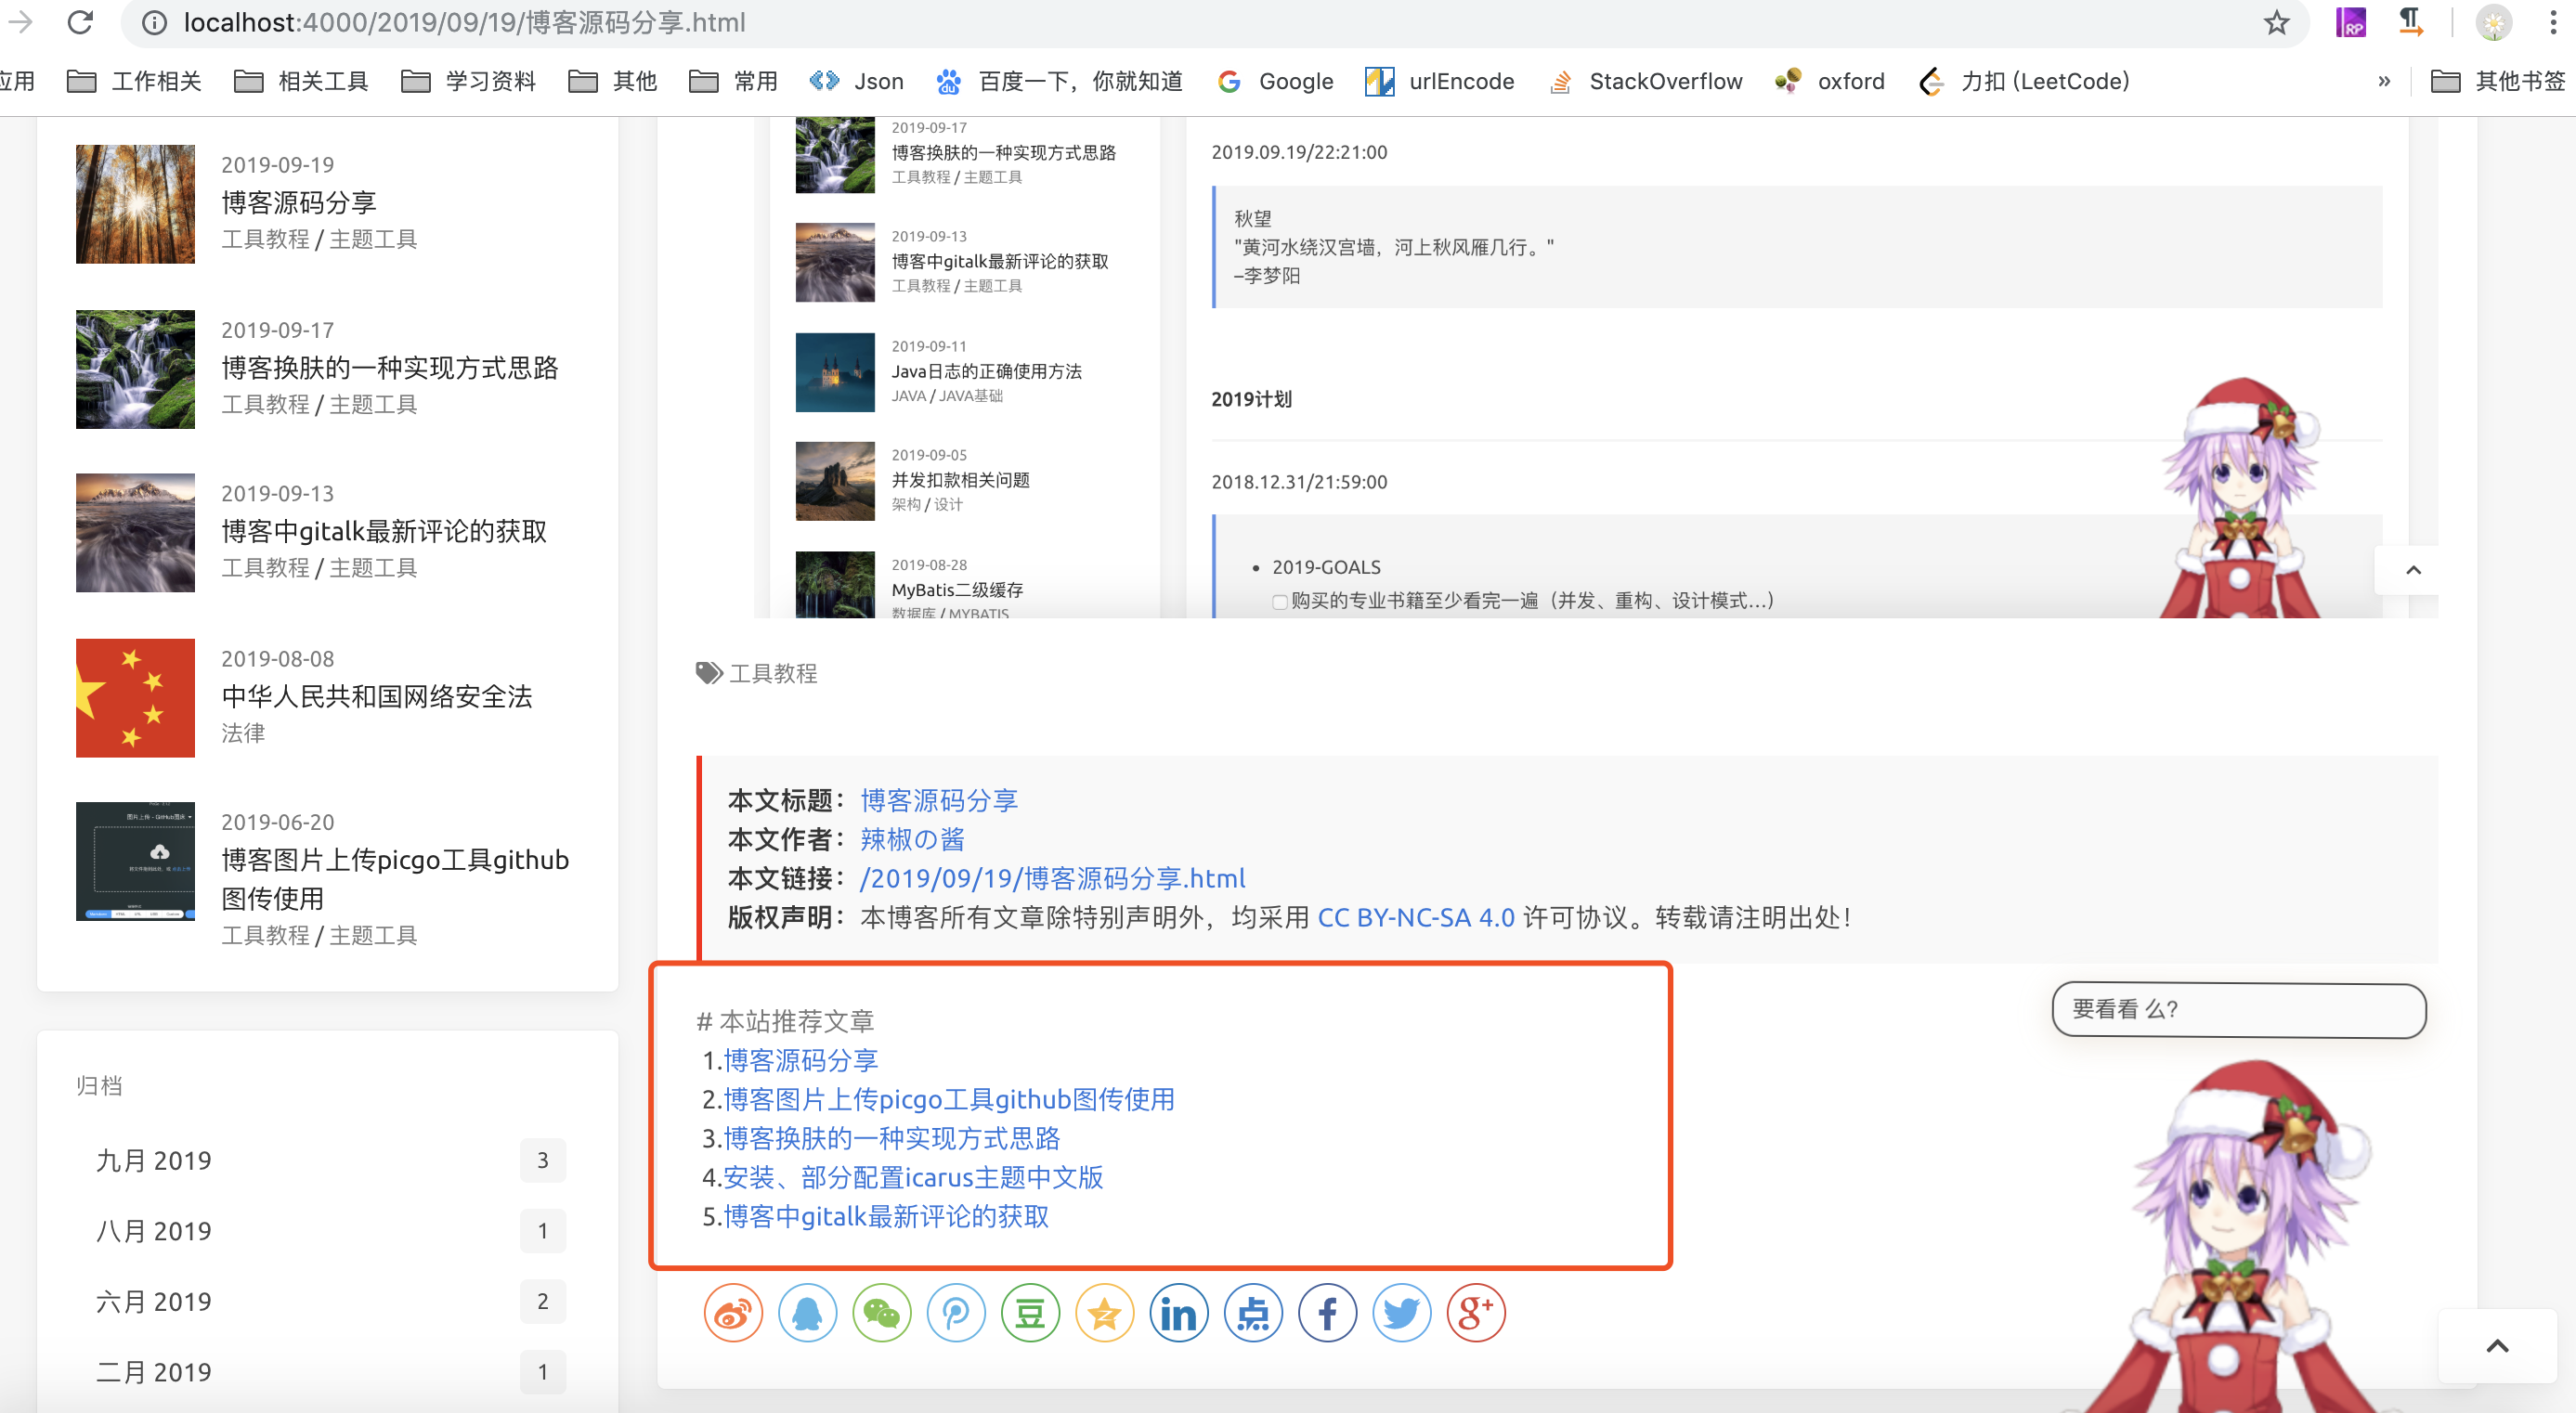 localhost:4000/2019/09/19/博客源码分享.html
应用 工作相关 相关工具 学习资料 其他 常用 Json 百度一下，你就知道 Google urlEncode StackOverflow oxford 力扣 (LeetCode) » 其他书签
2019-09-19
博客源码分享
工具教程 / 主题工具
2019-09-17
博客换肤的一种实现方式思路
工具教程 / 主题工具
2019-09-13
博客中gitalk最新评论的获取
工具教程 / 主题工具
2019-08-08
中华人民共和国网络安全法
法律
图片上传 - GitHub图床
2019-06-20
博客图片上传picgo工具github
图传使用
工具教程 / 主题工具
归档
九月 2019 3
八月 2019 1
六月 2019 2
二月 2019 1
2019-09-17
博客换肤的一种实现方式思路
工具教程 / 主题工具
2019-09-13
博客中gitalk最新评论的获取
工具教程 / 主题工具
2019-09-11
Java日志的正确使用方法
JAVA / JAVA基础
2019-09-05
并发扣款相关问题
架构 / 设计
2019-08-28
MyBatis二级缓存
数据库 / MYBATIS
2019.09.19/22:21:00
秋望
"黄河水绕汉宫墙，河上秋风雁几行。"
–李梦阳
2019计划
2018.12.31/21:59:00
• 2019-GOALS
购买的专业书籍至少看完一遍（并发、重构、设计模式...）
工具教程
本文标题：博客源码分享
本文作者：辣椒の酱
本文链接：/2019/09/19/博客源码分享.html
版权声明：本博客所有文章除特别声明外，均采用 CC BY-NC-SA 4.0 许可协议。转载请注明出处！
# 本站推荐文章
1.博客源码分享
2.博客图片上传picgo工具github图传使用
3.博客换肤的一种实现方式思路
4.安装、部分配置icarus主题中文版
5.博客中gitalk最新评论的获取
要看看 么?
豆 in 点 f g+